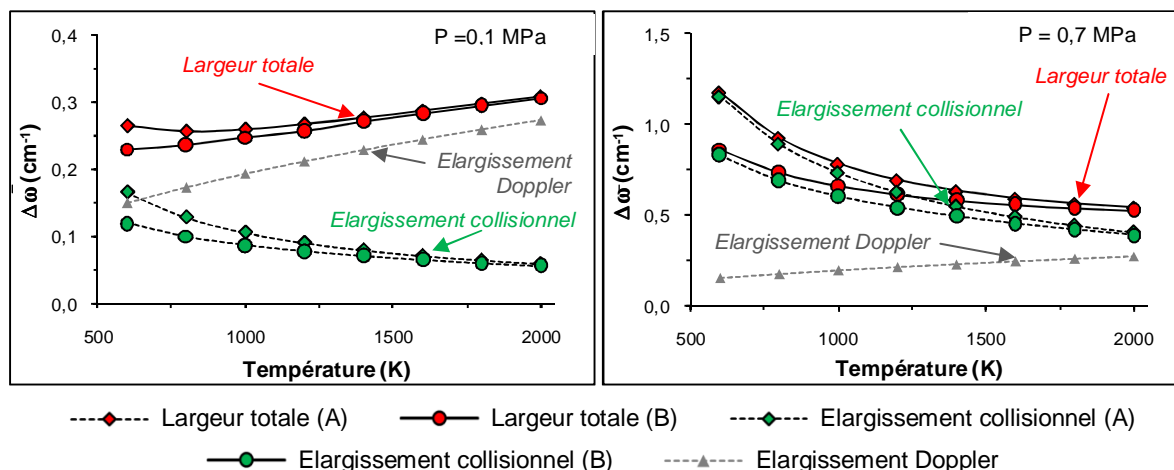 0,4
0,3
0,2
0,1
0,0
Δϖ (cm⁻¹)
P =0,1 MPa
Largeur totale
Elargissement
Doppler
Elargissement collisionnel
500
1000
1500
2000
Température (K)
1,5
1,0
0,5
0,0
Δϖ (cm⁻¹)
P = 0,7 MPa
Largeur totale
Elargissement collisionnel
Elargissement Doppler
500
1000
1500
2000
Température (K)
Largeur totale (A)
Largeur totale (B)
Elargissement collisionnel (A)
Elargissement collisionnel (B)
Elargissement Doppler